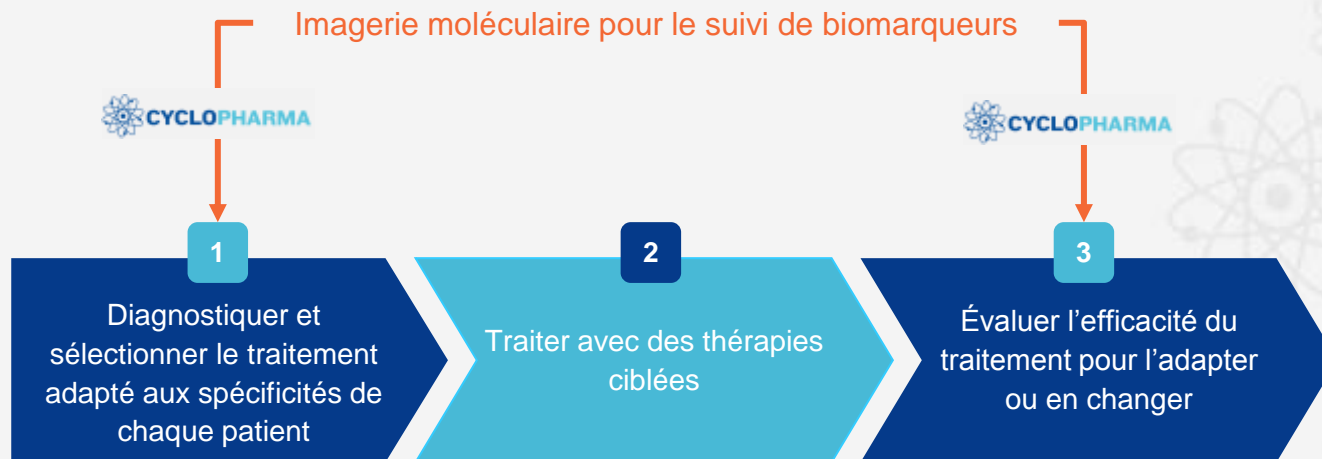 Imagerie moléculaire pour le suivi de biomarqueurs
CYCLOPHARMA
CYCLOPHARMA
1
Diagnostiquer et
sélectionner le traitement
adapté aux spécificités de
chaque patient
2
Traiter avec des thérapies
ciblées
3
Évaluer l’efficacité du
traitement pour l’adapter
ou en changer